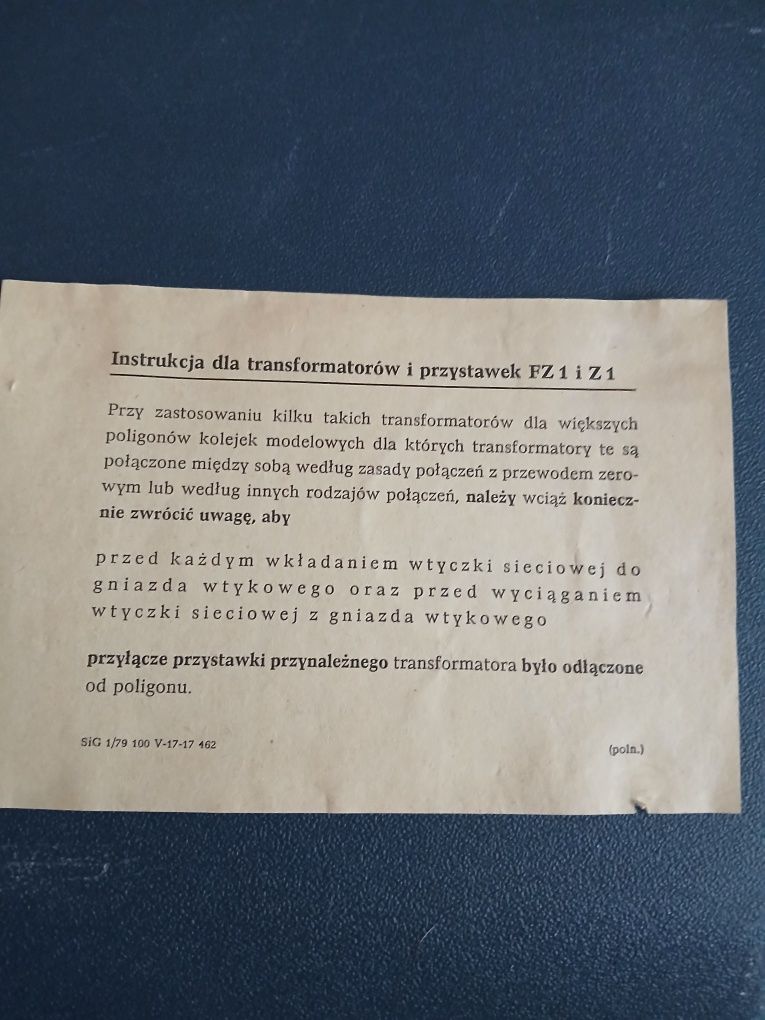 Instrukcja dla transformatorów i przystawek FZ 1 i Z 1
Przy zastosowaniu kilku takich transformatorów dla większych
poligonów kolejek modelowych dla których transformatory te są
połączone między sobą według zasady połączeń z przewodem zero-
wym lub według innych rodzajów połączeń, należy wciąż koniecz-
nie zwrócić uwagę, aby
przed każdym wkładaniem wtyczki sieciowej do
gniazda wtykowego oraz przed wyciąganiem
wtyczki sieciowej z gniazda wtykowego
przyłącze przystawki przynależnego transformatora było odłączone
od poligonu.
SiG 1/79 100 V-17-17 462
(poln.)